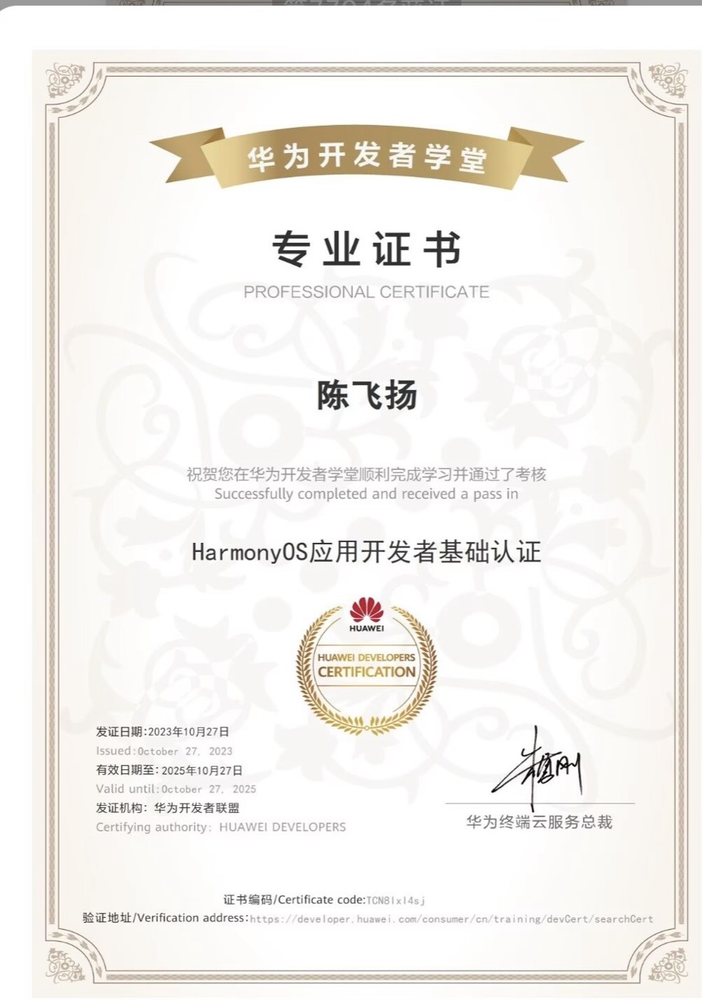 华为开发者学堂
专业证书
PROFESSIONAL CERTIFICATE
陈飞扬
祝贺您在华为开发者学堂顺利完成学习并通过了考核
Successfully completed and received a pass in
HarmonyOS应用开发者基础认证
HUAWEI
HUAWEI DEVELOPERS
CERTIFICATION
发证日期:2023年10月27日
Issued:October 27, 2023
有效日期至:2025年10月27日
Valid until:October 27, 2025
发证机构: 华为开发者联盟
Certifying authority: HUAWEI DEVELOPERS
华为终端云服务总裁
证书编码/Certificate code:TCN8lxl4sj
验证地址/Verification address:https://developer.huawei.com/consumer/cn/training/devCert/searchCert